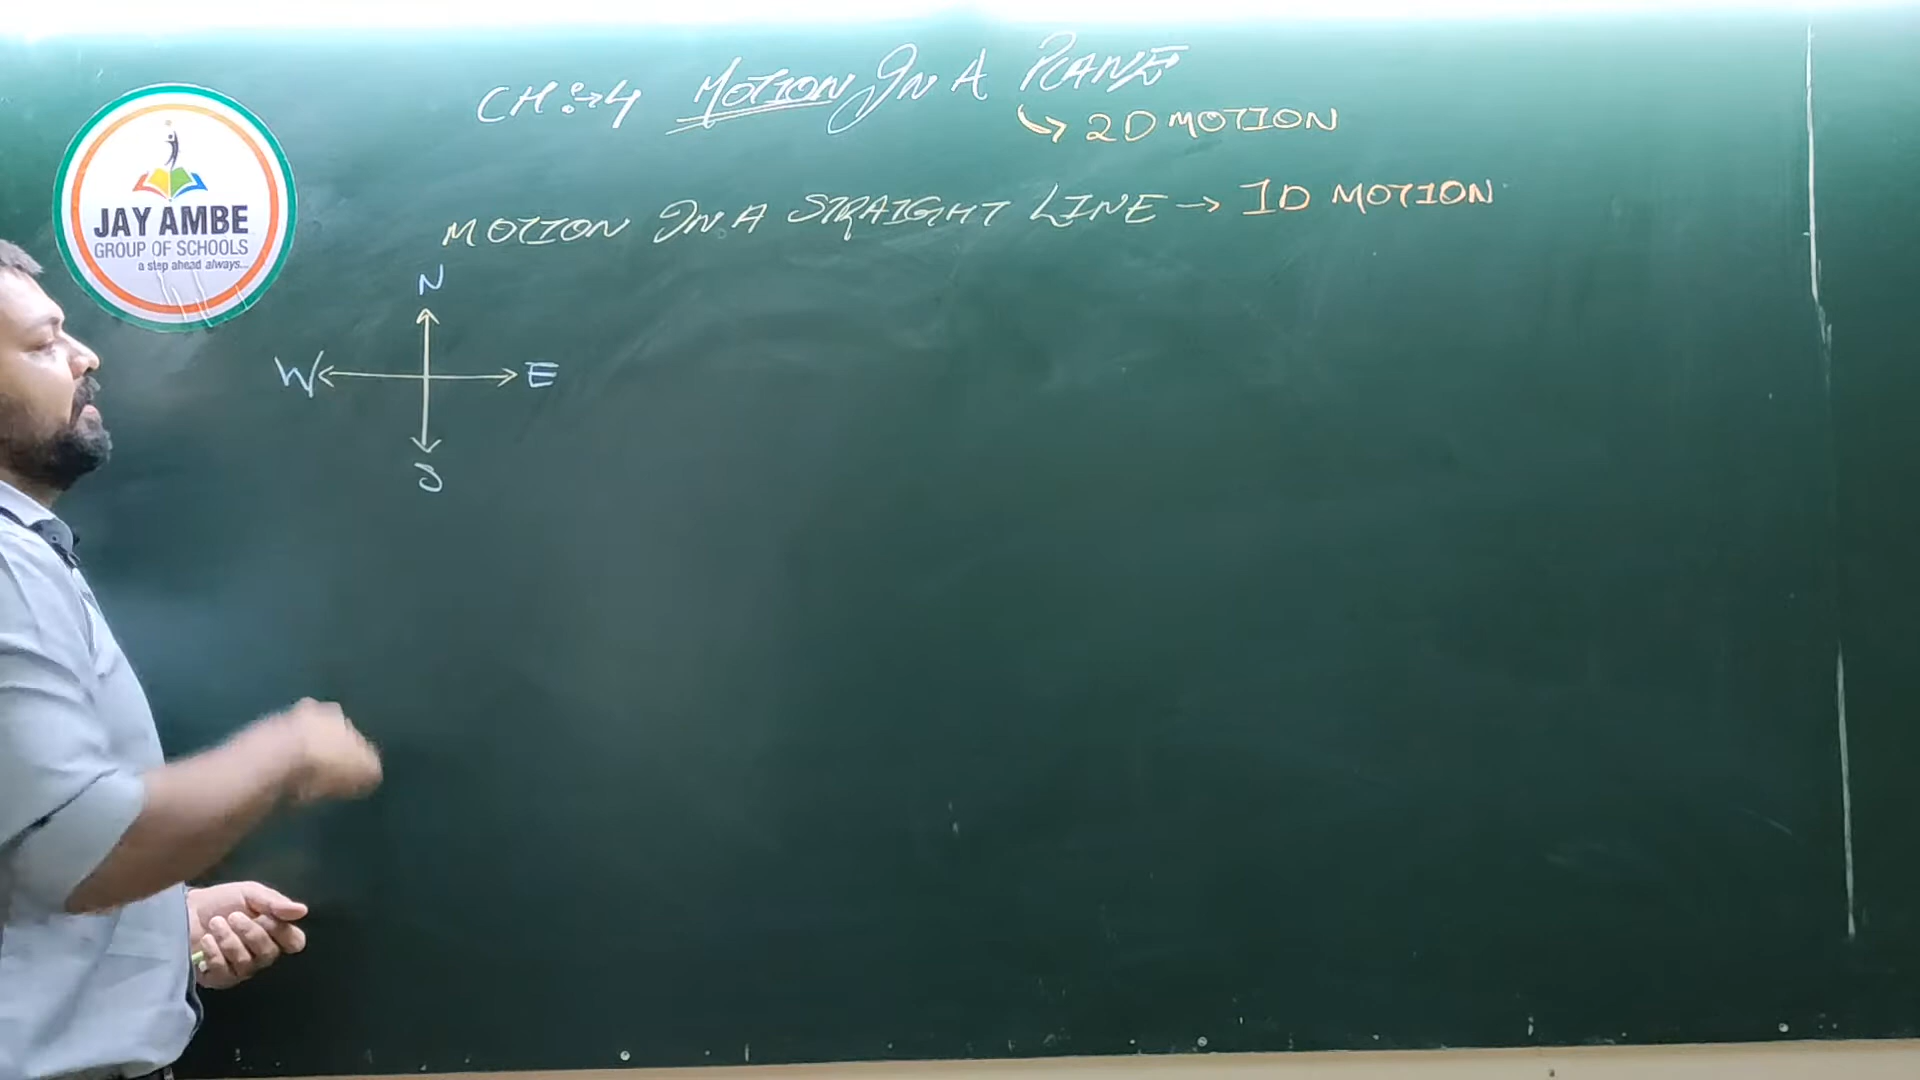 CH:→4 MOTION IN A PLANE
↳ 2D MOTION
MOTION IN A STRAIGHT LINE → 1D MOTION
JAY AMBE
GROUP OF SCHOOLS
a step ahead always...
N
W E
S